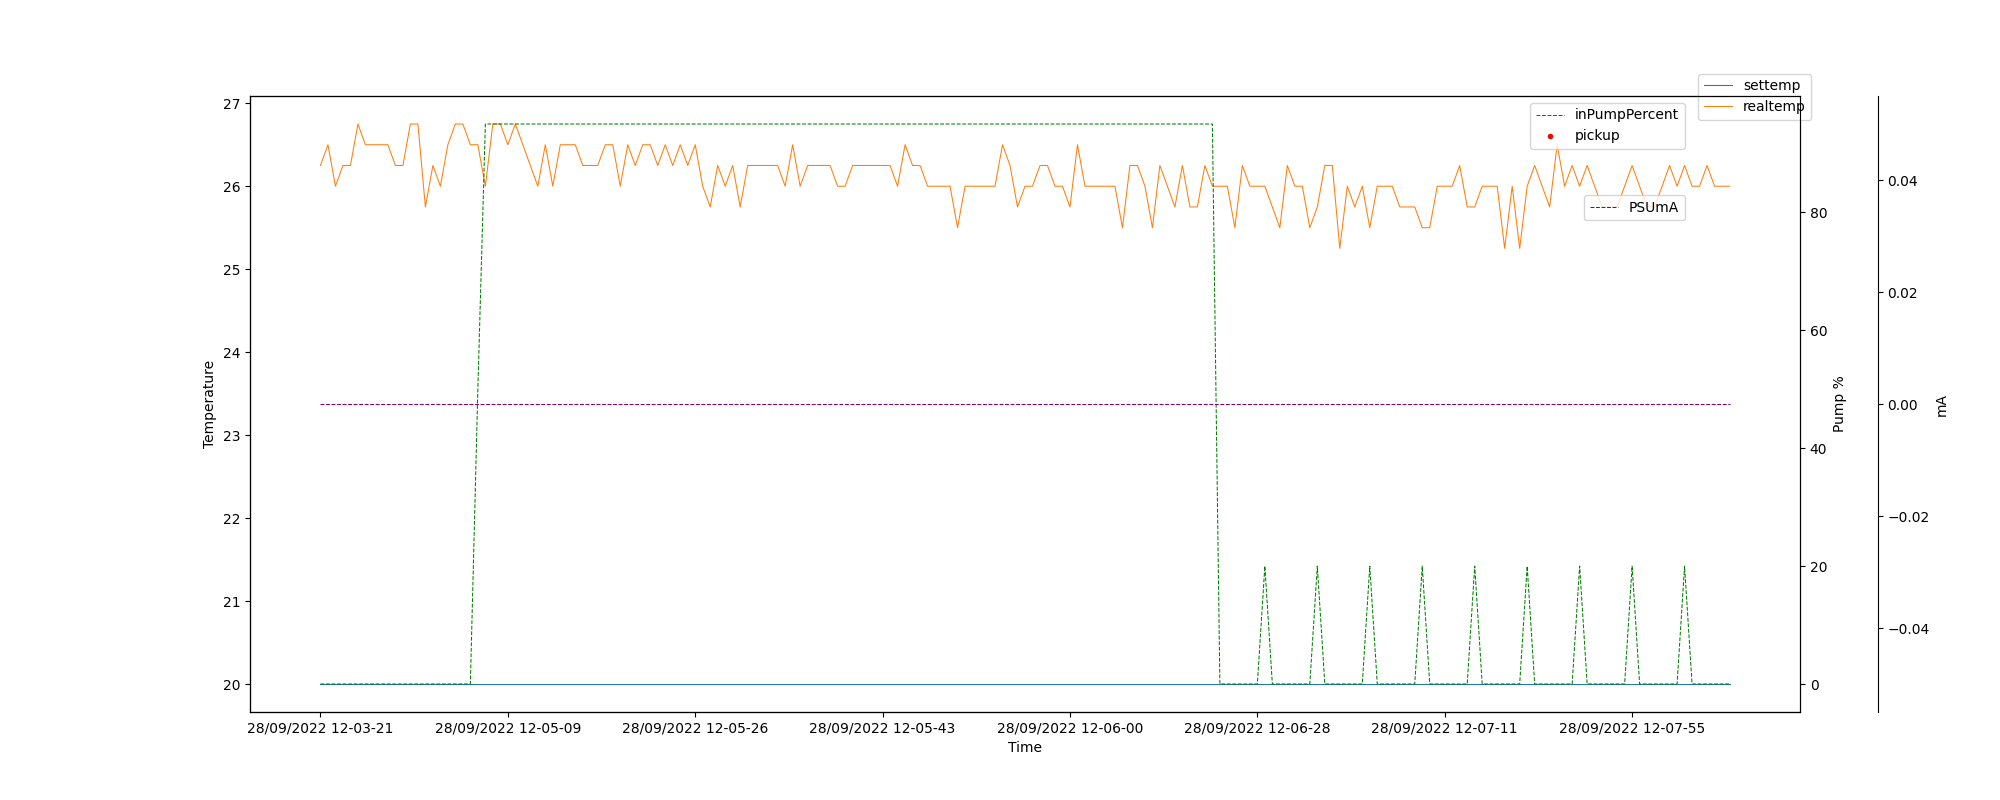 settemp
realtemp
inPumpPercent
pickup
PSUmA
27
26
25
24
23
22
21
20
Temperature
80
60
40
20
0
Pump %
0.04
0.02
0.00
−0.02
−0.04
mA
28/09/2022 12-03-21
28/09/2022 12-05-09
28/09/2022 12-05-26
28/09/2022 12-05-43
28/09/2022 12-06-00
28/09/2022 12-06-28
28/09/2022 12-07-11
28/09/2022 12-07-55
Time